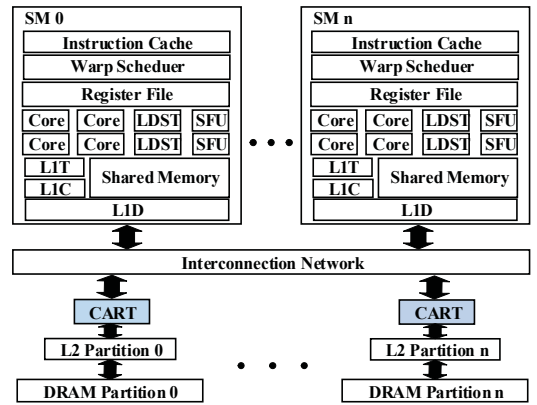 SM 0
Instruction Cache
Warp Scheduer
Register File
Core Core LDST SFU
Core Core LDST SFU
L1T
L1C
Shared Memory
L1D
SM n
Instruction Cache
Warp Scheduer
Register File
Core Core LDST SFU
Core Core LDST SFU
L1T
L1C
Shared Memory
L1D
Interconnection Network
CART
CART
L2 Partition 0
L2 Partition n
DRAM Partition 0
DRAM Partition n